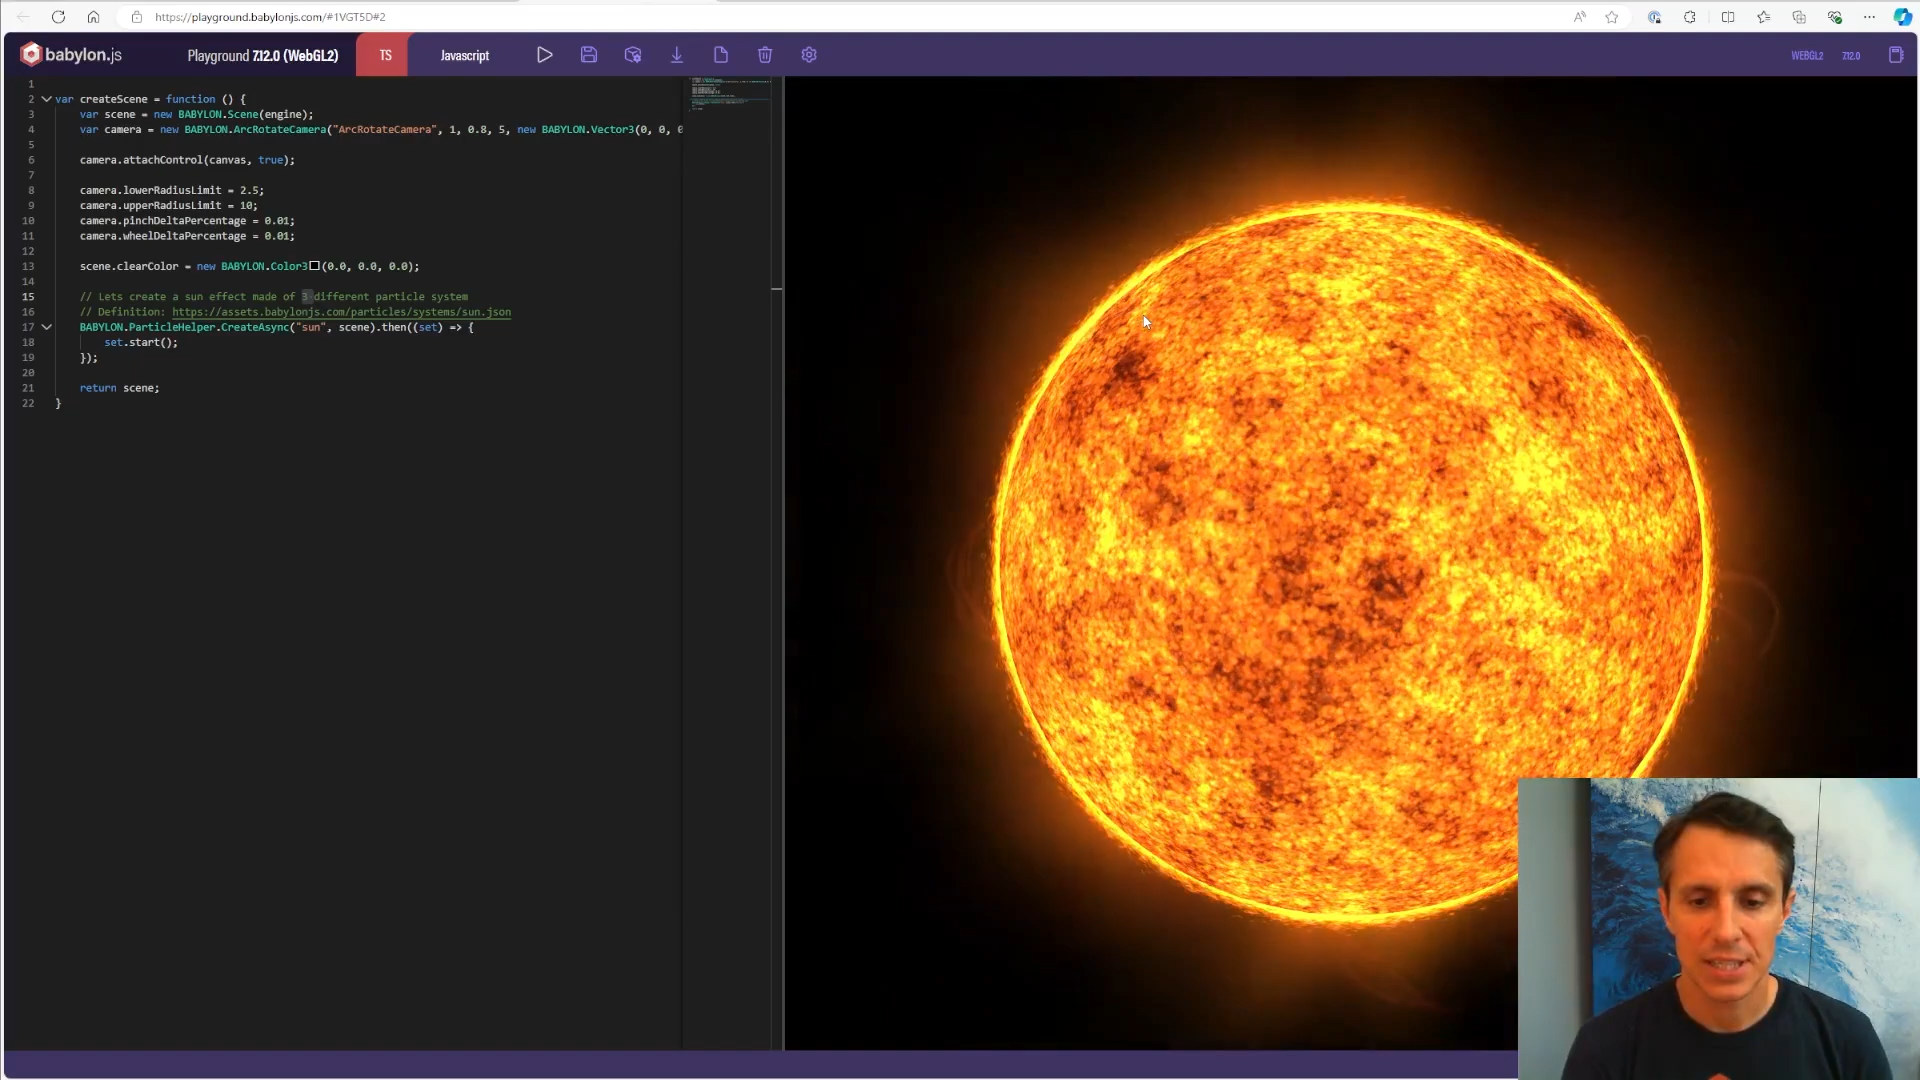 https://playground.babylonjs.com/#1VGT5D#2
babylon.js
Playground 7.12.0 (WebGL2)
TS
Javascript
WEBGL2
7.12.0
1
2 var createScene = function () {
3 var scene = new BABYLON.Scene(engine);
4 var camera = new BABYLON.ArcRotateCamera("ArcRotateCamera", 1, 0.8, 5, new BABYLON.Vector3(0, 0, 0
5
6 camera.attachControl(canvas, true);
7
8 camera.lowerRadiusLimit = 2.5;
9 camera.upperRadiusLimit = 10;
10 camera.pinchDeltaPercentage = 0.01;
11 camera.wheelDeltaPercentage = 0.01;
12
13 scene.clearColor = new BABYLON.Color3(0.0, 0.0, 0.0);
14
15 // Lets create a sun effect made of 3 different particle system
16 // Definition: https://assets.babylonjs.com/particles/systems/sun.json
17 BABYLON.ParticleHelper.CreateAsync("sun", scene).then((set) => {
18 set.start();
19 });
20
21 return scene;
22 }